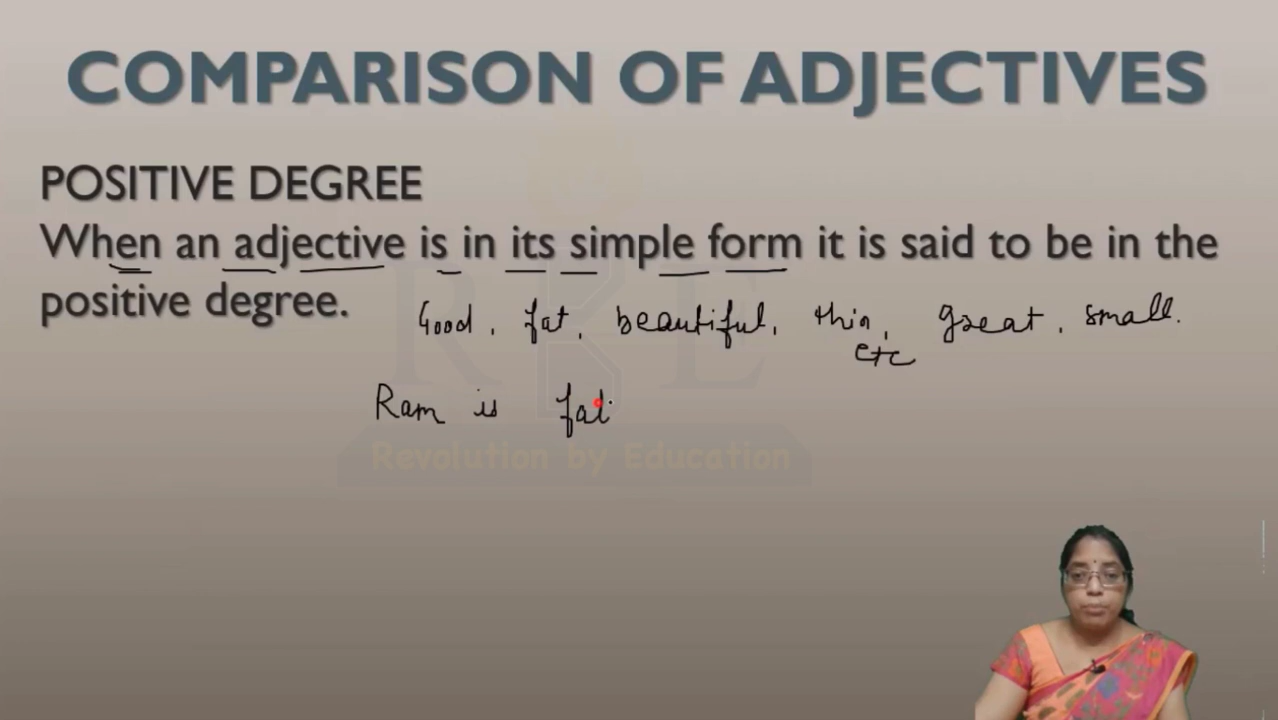 COMPARISON OF ADJECTIVES
POSITIVE DEGREE
When an adjective is in its simple form it is said to be in the
positive degree.
Good, fat, beautiful, thin, great, small.
etc
Ram is fat
RBE
Revolution by Education